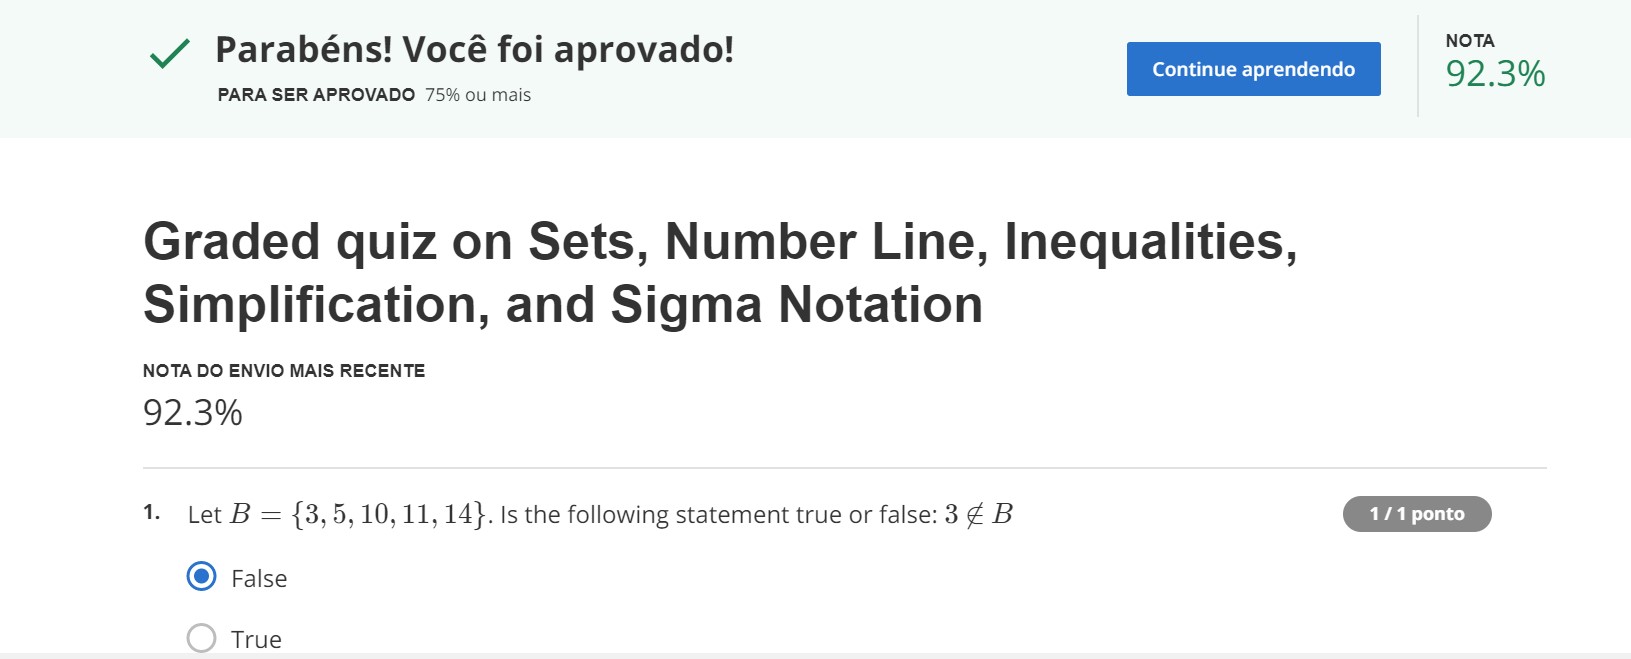 Parabéns! Você foi aprovado!
PARA SER APROVADO 75% ou mais
Continue aprendendo
NOTA
92.3%
Graded quiz on Sets, Number Line, Inequalities,
Simplification, and Sigma Notation
NOTA DO ENVIO MAIS RECENTE
92.3%
1. Let B = {3, 5, 10, 11, 14}. Is the following statement true or false: 3 ∉ B
1 / 1 ponto
False
True